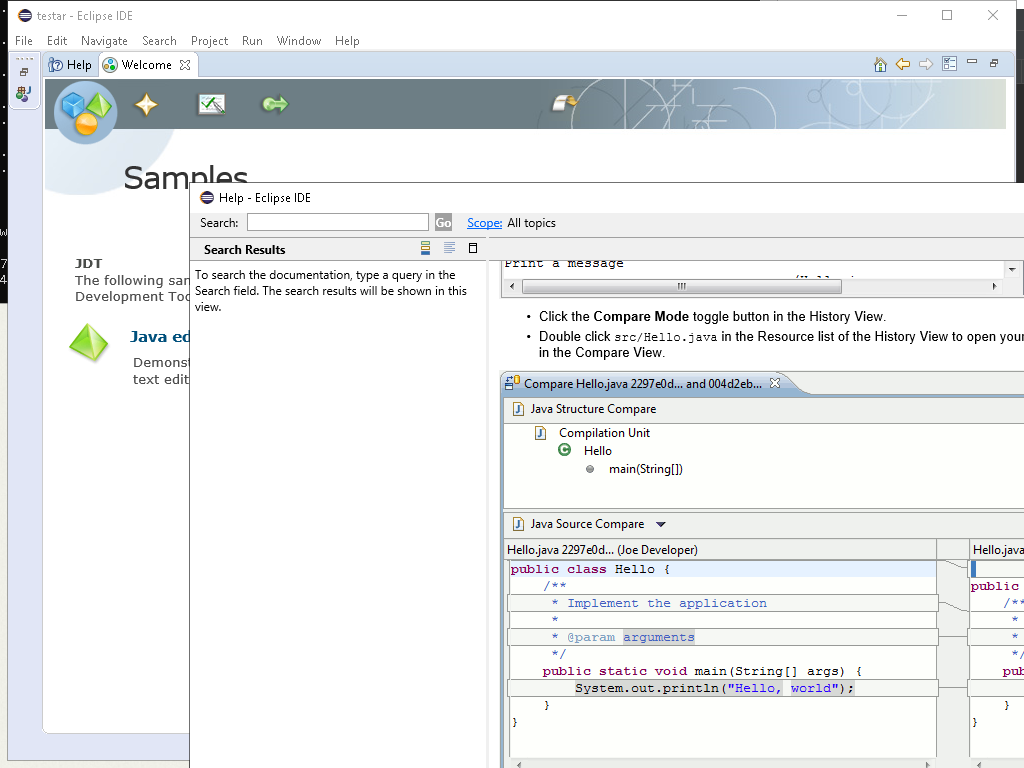 testar - Eclipse IDE
File Edit Navigate Search Project Run Window Help
Help Welcome
Samples
JDT
The following sam
Development Too
Java ed
Demonst
text edit
Help - Eclipse IDE
Search: Go Scope: All topics
Search Results
To search the documentation, type a query in the
Search field. The search results will be shown in this
view.
Print a message
• Click the Compare Mode toggle button in the History View.
• Double click src/Hello.java in the Resource list of the History View to open your
in the Compare View.
Compare Hello.java 2297e0d... and 004d2eb...
Java Structure Compare
Compilation Unit
Hello
main(String[])
Java Source Compare
Hello.java 2297e0d... (Joe Developer)
public class Hello {
/**
* Implement the application
*
* @param arguments
*/
public static void main(String[] args) {
System.out.println("Hello, world");
}
}
Hello.java
public
/**
*
*
*/
pub
}
}